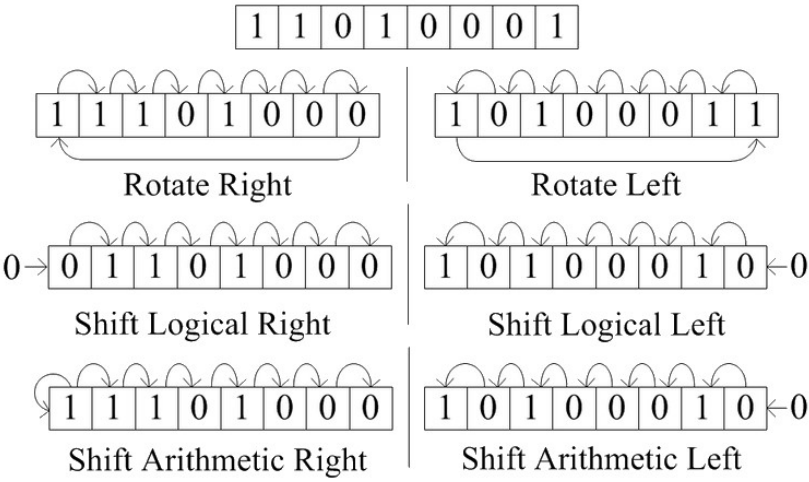 1 1 0 1 0 0 0 1
1 1 1 0 1 0 0 0
1 0 1 0 0 0 1 1
Rotate Right
Rotate Left
0 0 1 1 0 1 0 0 0
1 0 1 0 0 0 1 0 0
Shift Logical Right
Shift Logical Left
1 1 1 0 1 0 0 0
1 0 1 0 0 0 1 0 0
Shift Arithmetic Right
Shift Arithmetic Left